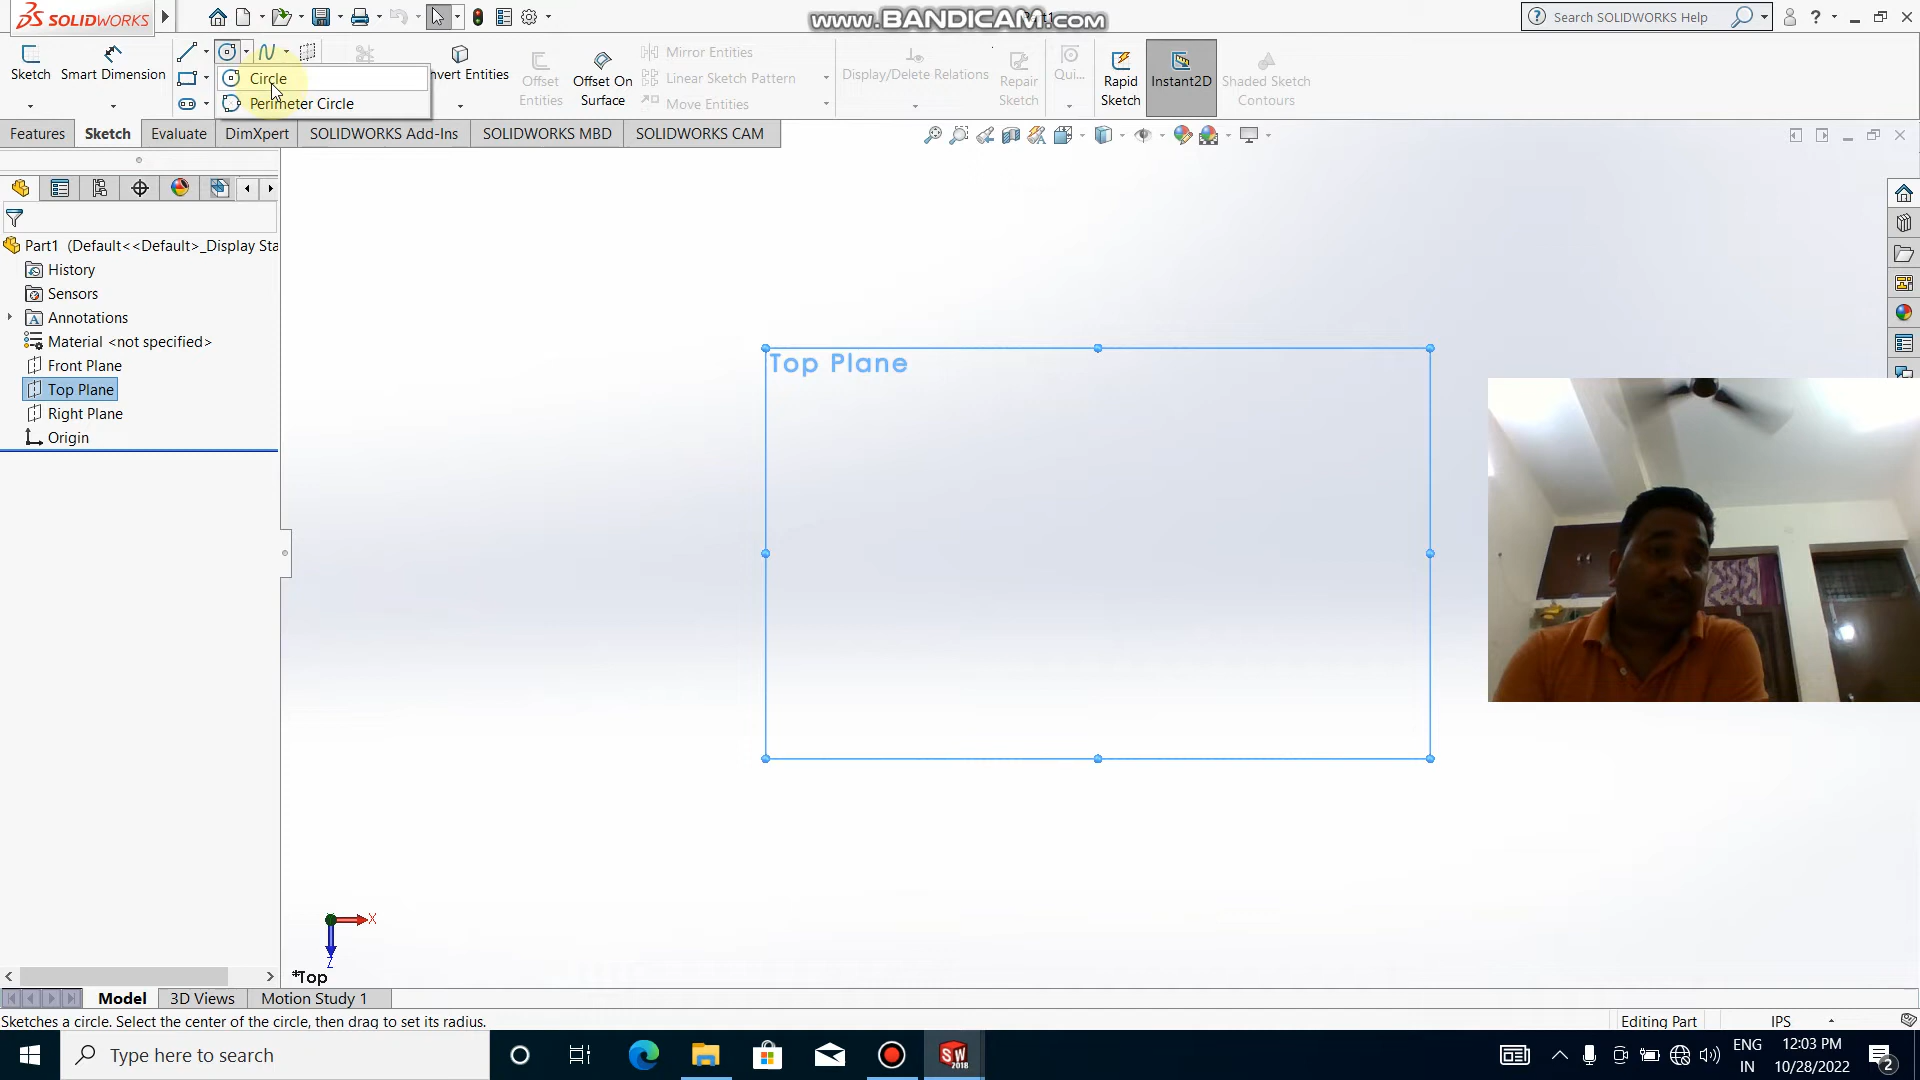 SOLIDWORKS
www.BANDICAM.com
Search SOLIDWORKS Help
Sketch
Smart Dimension
Circle
Perimeter Circle
nvert Entities
Offset
Entities
Offset On
Surface
Mirror Entities
Linear Sketch Pattern
Move Entities
Display/Delete Relations
Repair
Sketch
Qui...
Rapid
Sketch
Instant2D
Shaded Sketch
Contours
Features
Sketch
Evaluate
DimXpert
SOLIDWORKS Add-Ins
SOLIDWORKS MBD
SOLIDWORKS CAM
Part1 (Default<<Default>_Display Sta
History
Sensors
Annotations
Material <not specified>
Front Plane
Top Plane
Right Plane
Origin
Top Plane
X
Z
*Top
Model
3D Views
Motion Study 1
Sketches a circle. Select the center of the circle, then drag to set its radius.
Editing Part
IPS
Type here to search
SW
2018
ENG
IN
12:03 PM
10/28/2022
2